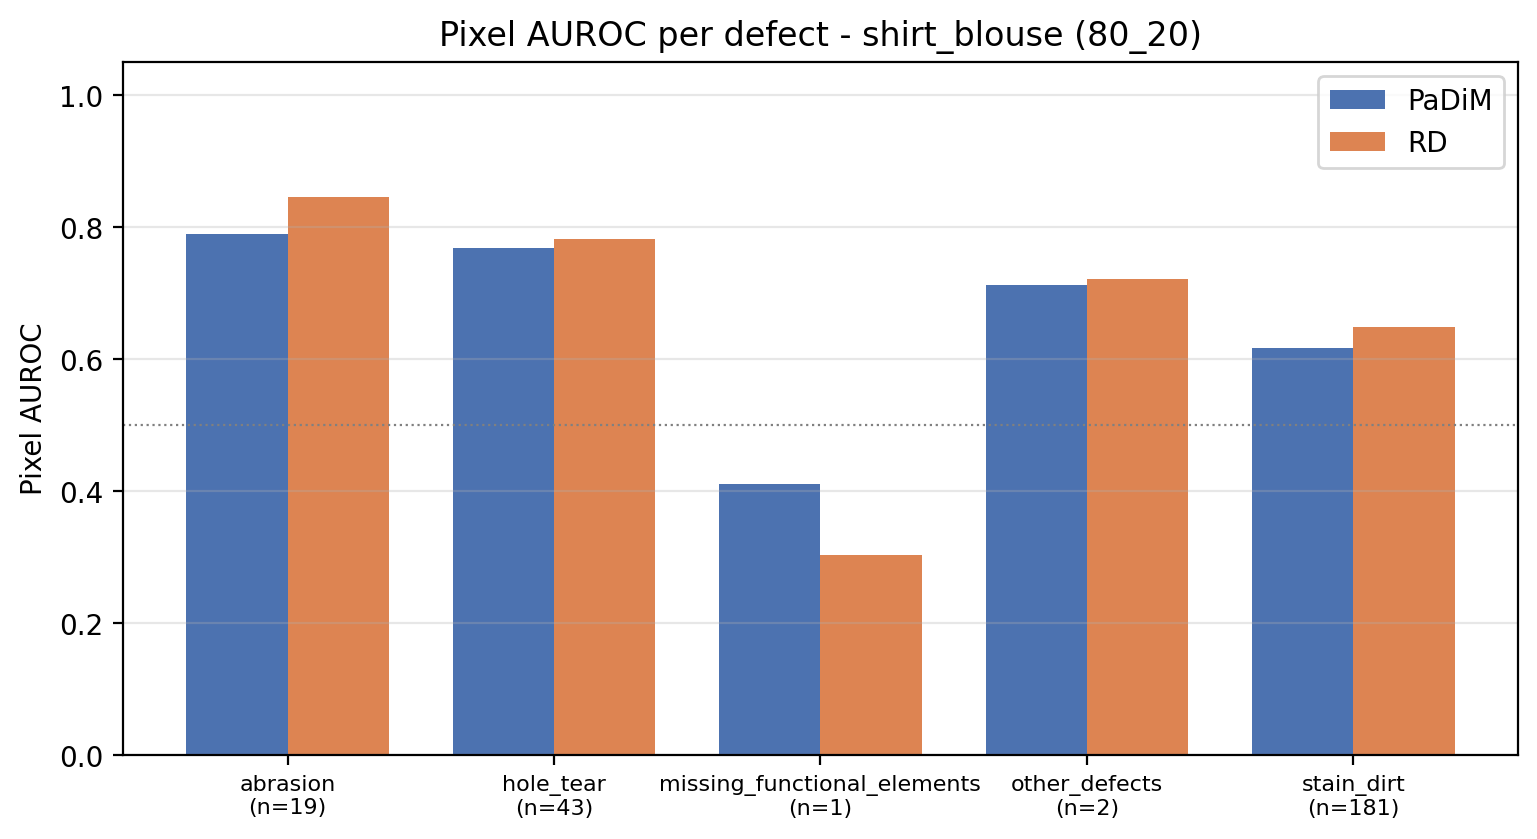 Pixel AUROC per defect - shirt_blouse (80_20)
PaDiM
RD
Pixel AUROC
1.0
0.8
0.6
0.4
0.2
0.0
abrasion
(n=19)
hole_tear
(n=43)
missing_functional_elements
(n=1)
other_defects
(n=2)
stain_dirt
(n=181)